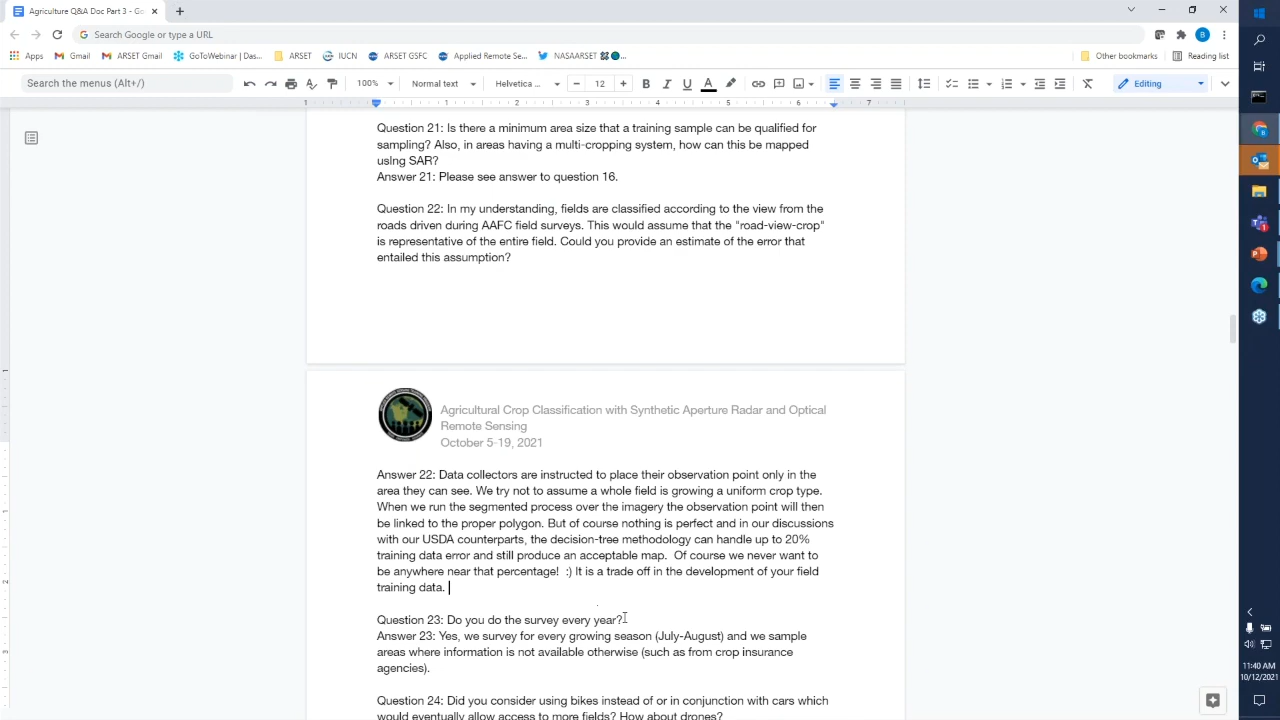 Agriculture Q&A Doc Part 3 - Go
Search Google or type a URL
Apps Gmail ARSET Gmail GoToWebinar | Das... ARSET IUCN ARSET GSFC Applied Remote Se... NASAARSET Other bookmarks Reading list
Search the menus (Alt+/) 100% Normal text Helvetica ... 12 Editing
1 1 2 3 4 5 6 7
Question 21: Is there a minimum area size that a training sample can be qualified for
sampling? Also, in areas having a multi-cropping system, how can this be mapped
using SAR?
Answer 21: Please see answer to question 16.
Question 22: In my understanding, fields are classified according to the view from the
roads driven during AAFC field surveys. This would assume that the "road-view-crop"
is representative of the entire field. Could you provide an estimate of the error that
entailed this assumption?
Agricultural Crop Classification with Synthetic Aperture Radar and Optical
Remote Sensing
October 5-19, 2021
Answer 22: Data collectors are instructed to place their observation point only in the
area they can see. We try not to assume a whole field is growing a uniform crop type.
When we run the segmented process over the imagery the observation point will then
be linked to the proper polygon. But of course nothing is perfect and in our discussions
with our USDA counterparts, the decision-tree methodology can handle up to 20%
training data error and still produce an acceptable map. Of course we never want to
be anywhere near that percentage! :) It is a trade off in the development of your field
training data.
Question 23: Do you do the survey every year?
Answer 23: Yes, we survey for every growing season (July-August) and we sample
areas where information is not available otherwise (such as from crop insurance
agencies).
Question 24: Did you consider using bikes instead of or in conjunction with cars which
would eventually allow access to more fields? How about drones?
11:40 AM
10/12/2021